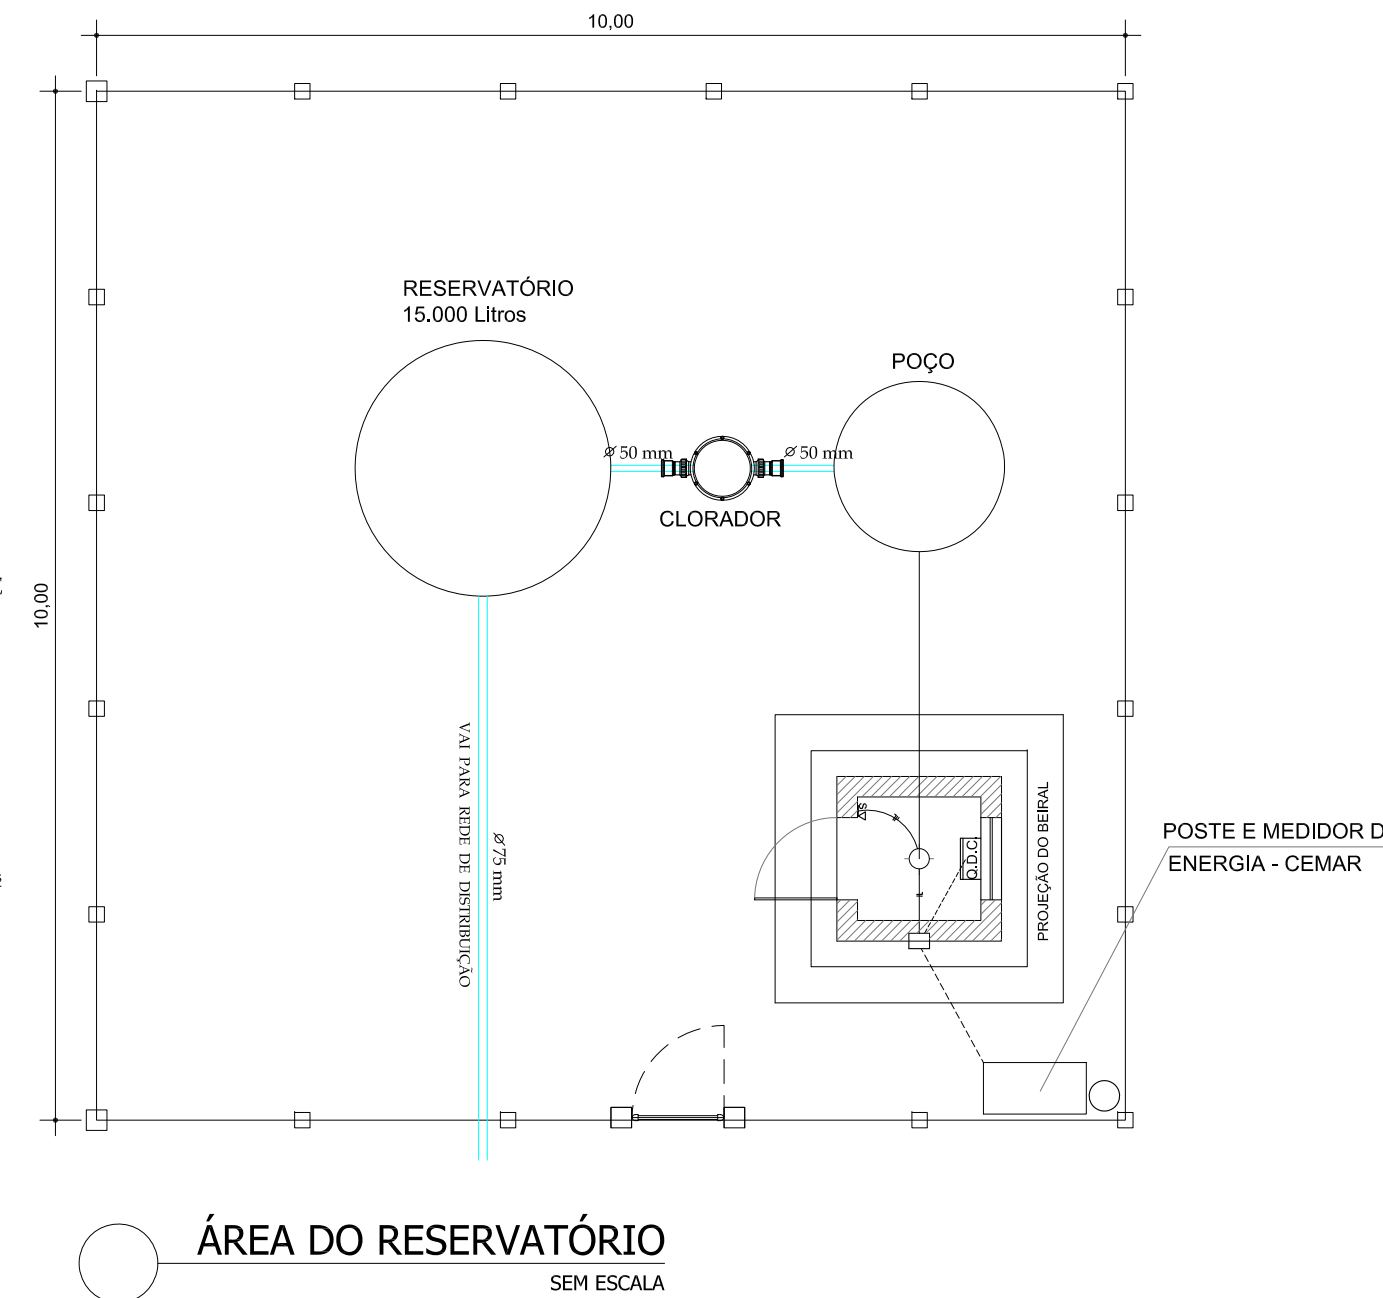 10,00
RESERVATÓRIO
15.000 Litros
POÇO
Ø 50 mm
Ø 50 mm
CLORADOR
10,00
VAI PARA REDE DE DISTRIBUIÇÃO
Ø75 mm
S
Q.D.C.
PROJEÇÃO DO BEIRAL
POSTE E MEDIDOR D
ENERGIA - CEMAR
ÁREA DO RESERVATÓRIO
SEM ESCALA